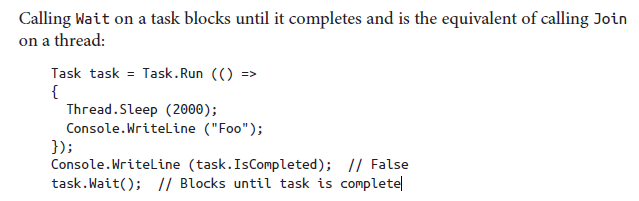 Calling Wait on a task blocks until it completes and is the equivalent of calling Join
on a thread:
Task task = Task.Run (() =>
{
  Thread.Sleep (2000);
  Console.WriteLine ("Foo");
});
Console.WriteLine (task.IsCompleted);  // False
task.Wait();  // Blocks until task is complete